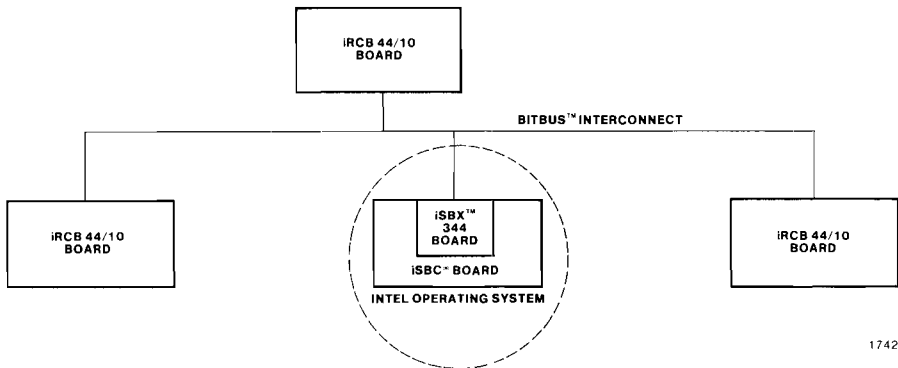 iRCB 44/10
BOARD
BITBUS™ INTERCONNECT
iRCB 44/10
BOARD
iSBX™
344
BOARD
iSBC™ BOARD
INTEL OPERATING SYSTEM
iRCB 44/10
BOARD
1742